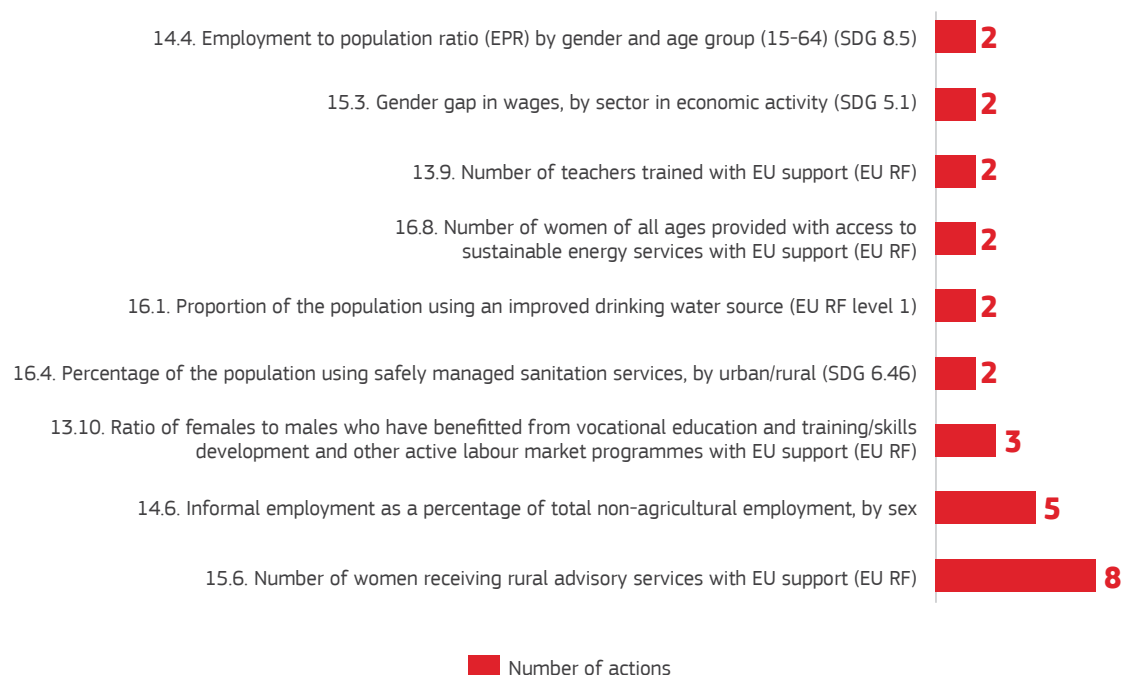 14.4. Employment to population ratio (EPR) by gender and age group (15-64) (SDG 8.5) 2
15.3. Gender gap in wages, by sector in economic activity (SDG 5.1) 2
13.9. Number of teachers trained with EU support (EU RF) 2
16.8. Number of women of all ages provided with access to
sustainable energy services with EU support (EU RF) 2
16.1. Proportion of the population using an improved drinking water source (EU RF level 1) 2
16.4. Percentage of the population using safely managed sanitation services, by urban/rural (SDG 6.46) 2
13.10. Ratio of females to males who have benefitted from vocational education and training/skills
development and other active labour market programmes with EU support (EU RF) 3
14.6. Informal employment as a percentage of total non-agricultural employment, by sex 5
15.6. Number of women receiving rural advisory services with EU support (EU RF) 8
Number of actions